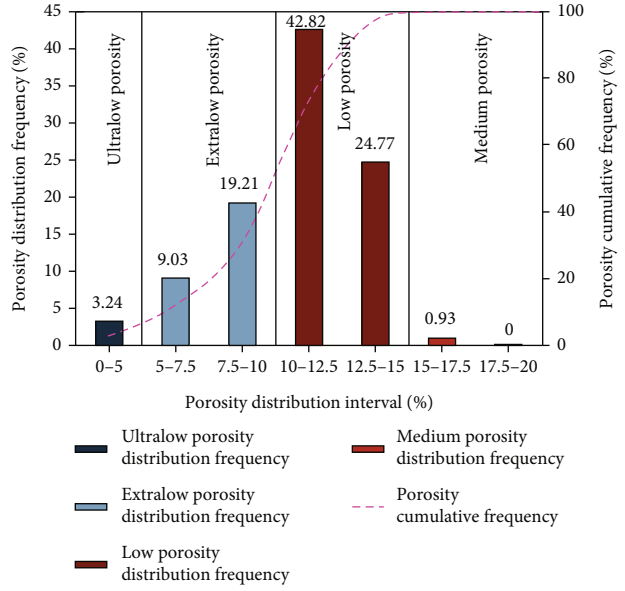 Porosity distribution frequency (%)
45
40
35
30
25
20
15
10
5
0
Ultralow porosity
Extralow porosity
Low porosity
Medium porosity
3.24
9.03
19.21
42.82
24.77
0.93
0
100
80
60
40
20
0
Porosity cumulative frequency (%)
0–5
5–7.5
7.5–10
10–12.5
12.5–15
15–17.5
17.5–20
Porosity distribution interval (%)
Ultralow porosity
distribution frequency
Extralow porosity
distribution frequency
Low porosity
distribution frequency
Medium porosity
distribution frequency
Porosity
cumulative frequency